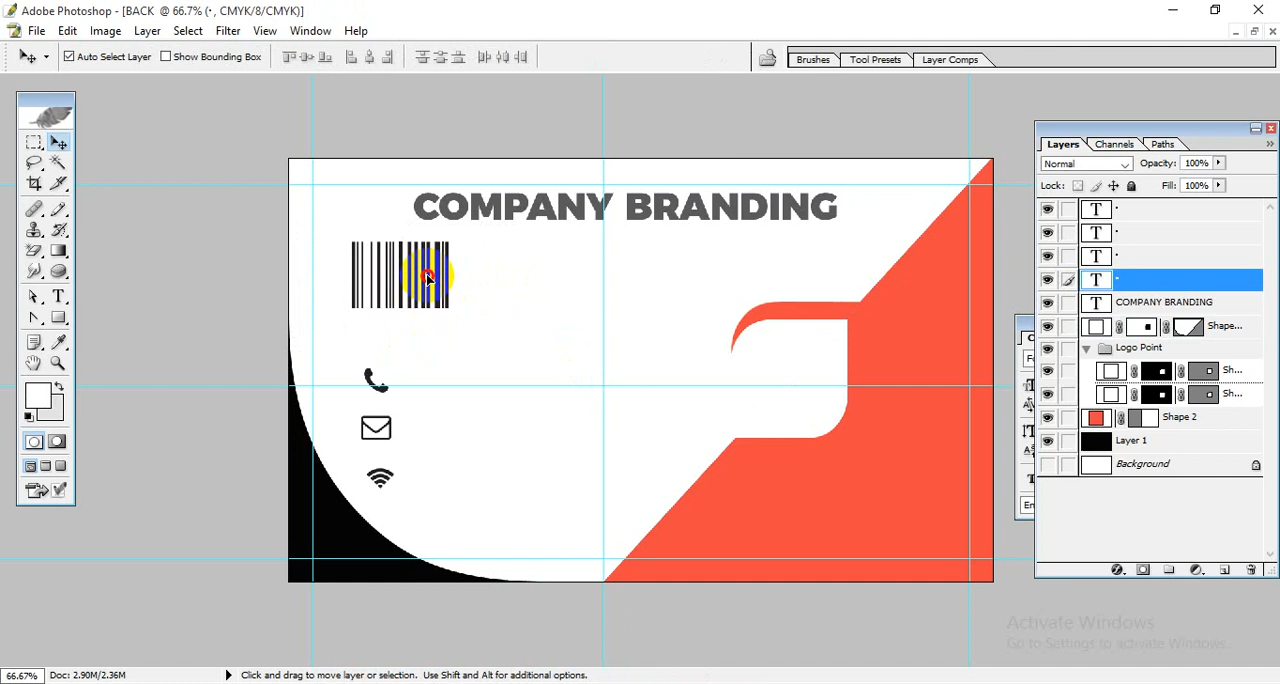 Adobe Photoshop - [BACK @ 66.7% (•, CMYK/8/CMYK)]
File Edit Image Layer Select Filter View Window Help
Auto Select Layer Show Bounding Box Brushes Tool Presets Layer Comps
Layers Channels Paths
Normal Opacity: 100%
Lock: Fill: 100%
COMPANY BRANDING
T
T
T
T
T COMPANY BRANDING
Shape...
Logo Point
Sh...
Sh...
Shape 2
Layer 1
Background
Activate Windows
Go to Settings to activate Windows.
66.67% Doc: 2.90M/2.36M Click and drag to move layer or selection. Use Shift and Alt for additional options.